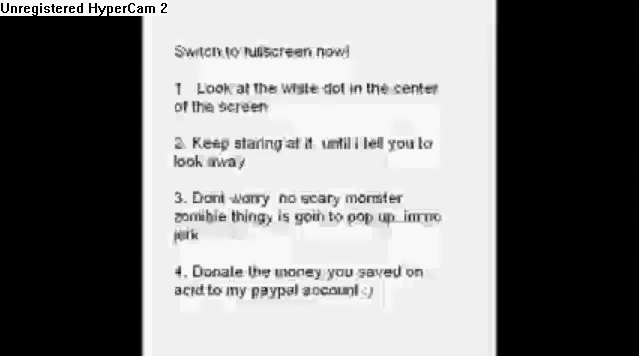 Unregistered HyperCam 2
Switch to fullscreen now!
1. Look at the white dot in the center
of the screen
2. Keep staring at it until i tell you to
look away
3. Dont worry no scary monster
zombie thingy is goin to pop up..im no
jerk
4. Donate the money you saved on
acid to my paypal account :)